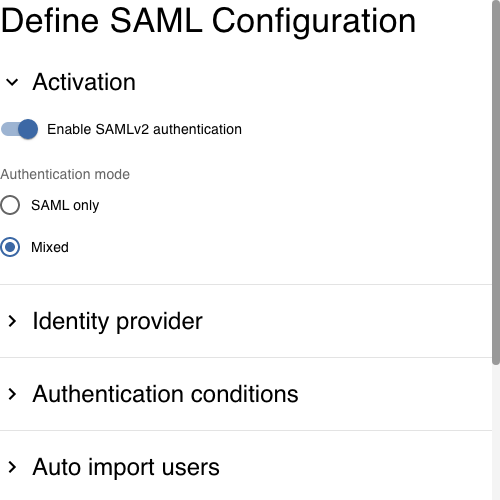 Define SAML Configuration
Activation
Enable SAMLv2 authentication
Authentication mode
SAML only
Mixed
Identity provider
Authentication conditions
Auto import users